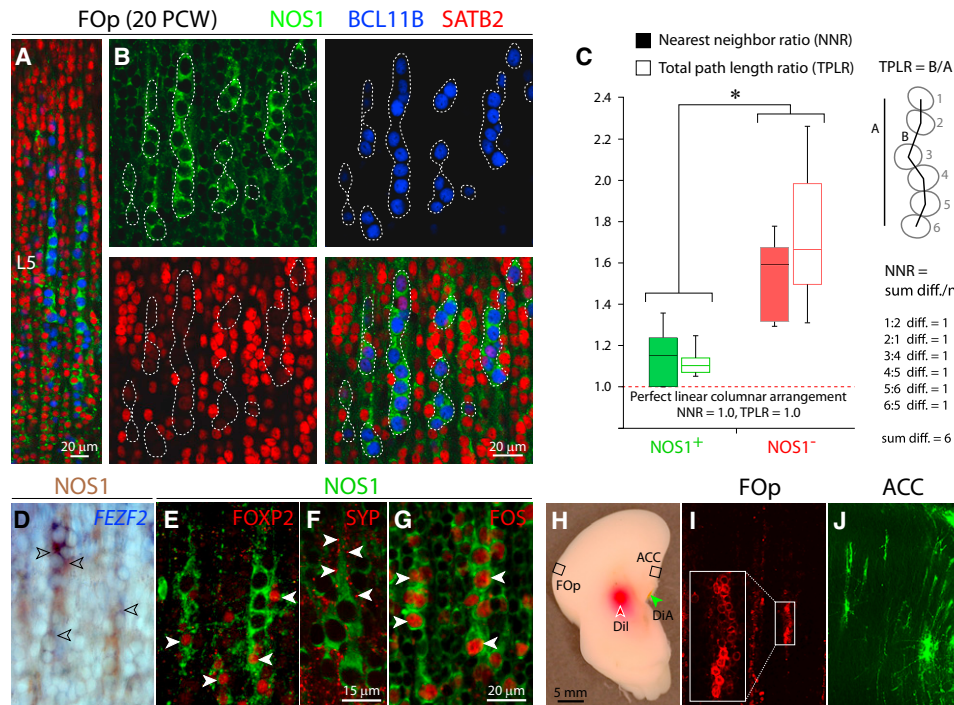 FOp (20 PCW) NOS1 BCL11B SATB2
A
L5
20 μm
B
20 μm
C
Nearest neighbor ratio (NNR)
Total path length ratio (TPLR)
2.4
2.2
2.0
1.8
1.6
1.4
1.2
1.0
*
Perfect linear columnar arrangement
NNR = 1.0, TPLR = 1.0
NOS1+
NOS1-
TPLR = B/A
A
B
1
2
3
4
5
6
NNR =
sum diff./n
1:2 diff. = 1
2:1 diff. = 1
3:4 diff. = 1
4:5 diff. = 1
5:6 diff. = 1
6:5 diff. = 1
sum diff. = 6
NOS1
NOS1
D
FEZF2
E
FOXP2
F
SYP
15 μm
G
FOS
20 μm
H
FOp
ACC
DiI
DiA
5 mm
FOp
I
ACC
J